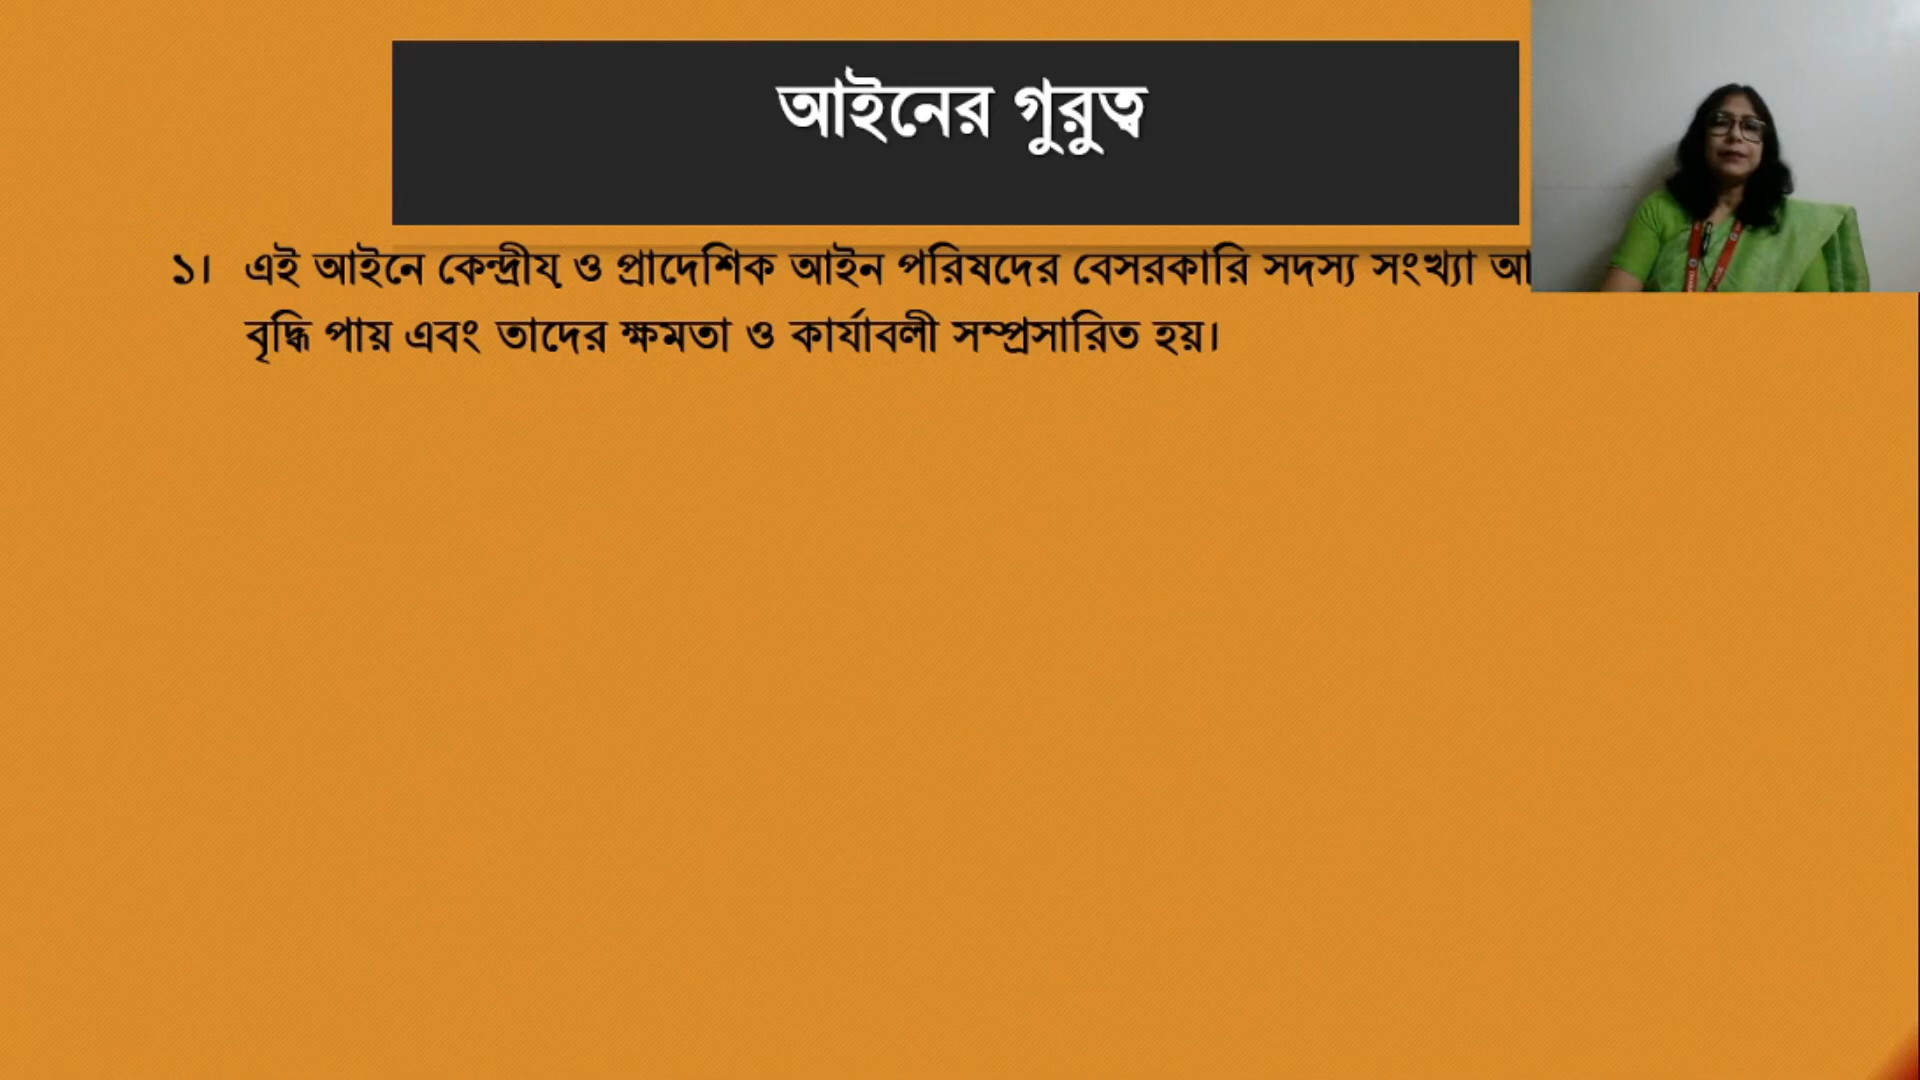 আইনের গুরুত্ব
১। এই আইনে কেন্দ্রীয় ও প্রাদেশিক আইন পরিষদের বেসরকারি সদস্য সংখ্যা
বৃদ্ধি পায় এবং তাদের ক্ষমতা ও কার্যাবলী সম্প্রসারিত হয়।